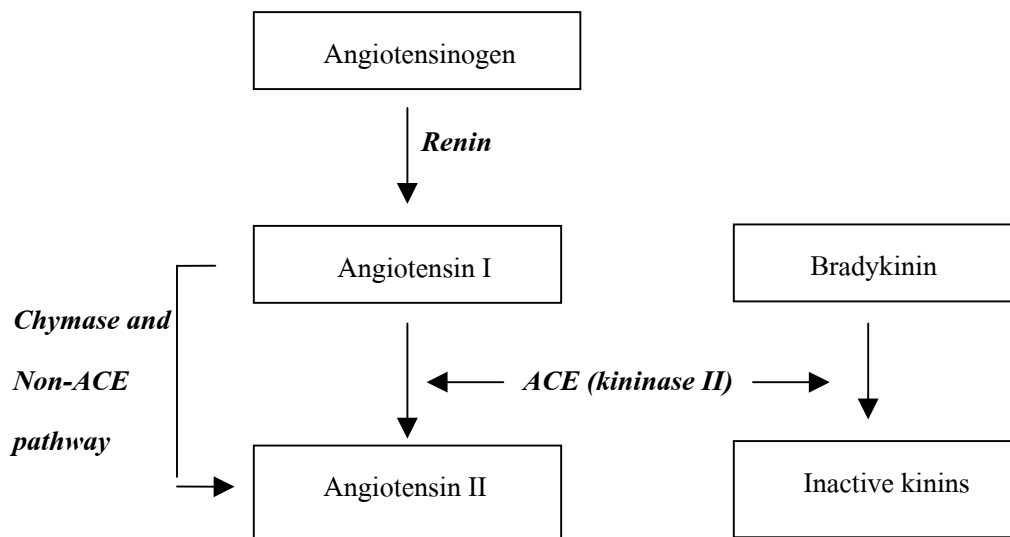 Angiotensinogen
Renin
Angiotensin I
Bradykinin
Chymase and
Non-ACE
pathway
ACE (kininase II)
Angiotensin II
Inactive kinins